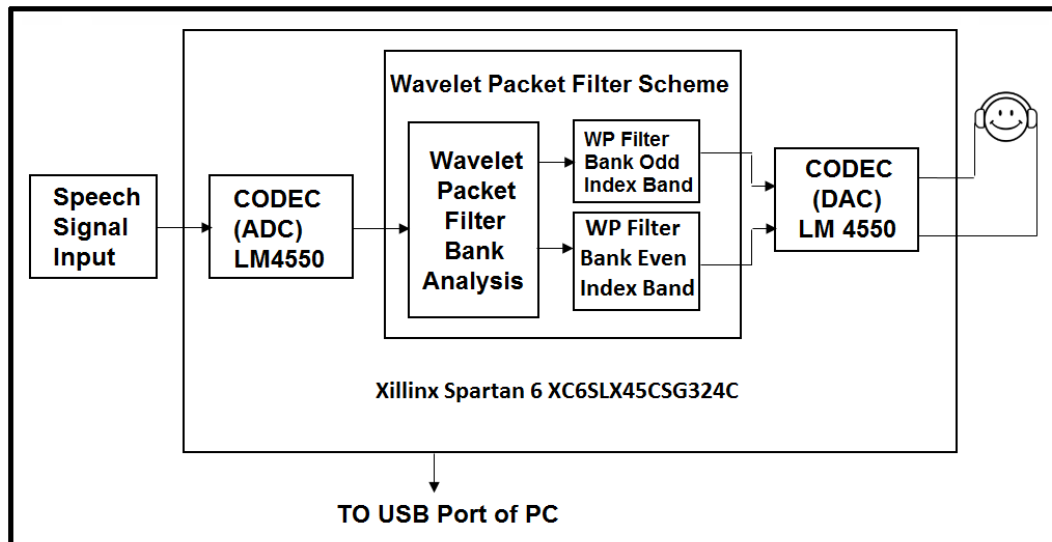 Speech
Signal
Input
CODEC
(ADC)
LM4550
Wavelet Packet Filter Scheme
Wavelet
Packet
Filter
Bank
Analysis
WP Filter
Bank Odd
Index Band
WP Filter
Bank Even
Index Band
CODEC
(DAC)
LM 4550
Xillinx Spartan 6 XC6SLX45CSG324C
TO USB Port of PC